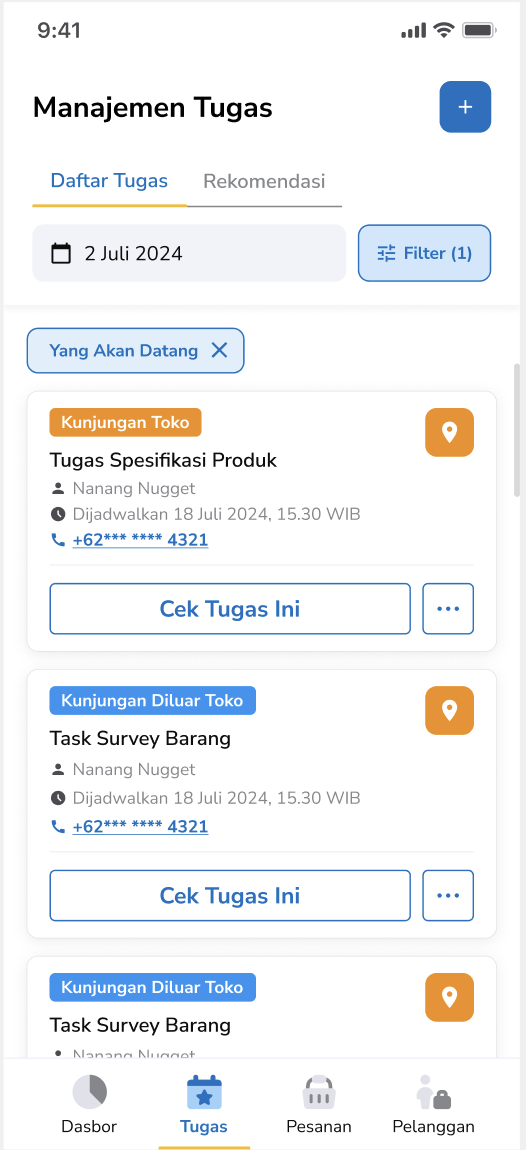 9:41
Manajemen Tugas
+
Daftar Tugas Rekomendasi
2 Juli 2024 Filter (1)
Yang Akan Datang
Kunjungan Toko
Tugas Spesifikasi Produk
Nanang Nugget
Dijadwalkan 18 Juli 2024, 15.30 WIB
+62*** **** 4321
Cek Tugas Ini ...
Kunjungan Diluar Toko
Task Survey Barang
Nanang Nugget
Dijadwalkan 18 Juli 2024, 15.30 WIB
+62*** **** 4321
Cek Tugas Ini ...
Kunjungan Diluar Toko
Task Survey Barang
Nanang Nugget
Dasbor Tugas Pesanan Pelanggan